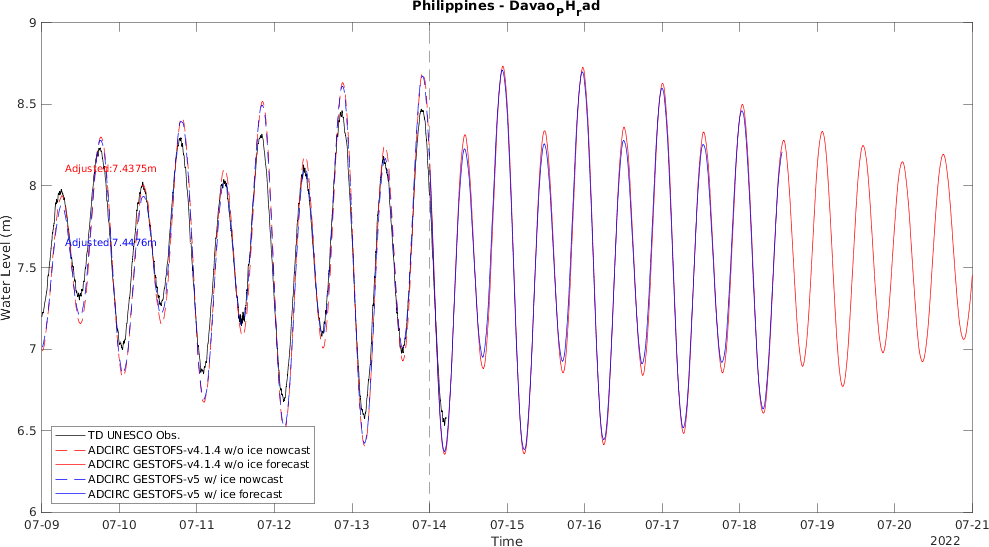 Philippines - Davao_pH_rad
9
8.5
8
7.5
7
6.5
6
Water Level (m)
Adjusted:7.4375m
Adjusted:7.4476m
TD UNESCO Obs.
ADCIRC GESTOFS-v4.1.4 w/o ice nowcast
ADCIRC GESTOFS-v4.1.4 w/o ice forecast
ADCIRC GESTOFS-v5 w/ ice nowcast
ADCIRC GESTOFS-v5 w/ ice forecast
07-09 07-10 07-11 07-12 07-13 07-14 07-15 07-16 07-17 07-18 07-19 07-20 07-21
Time
2022